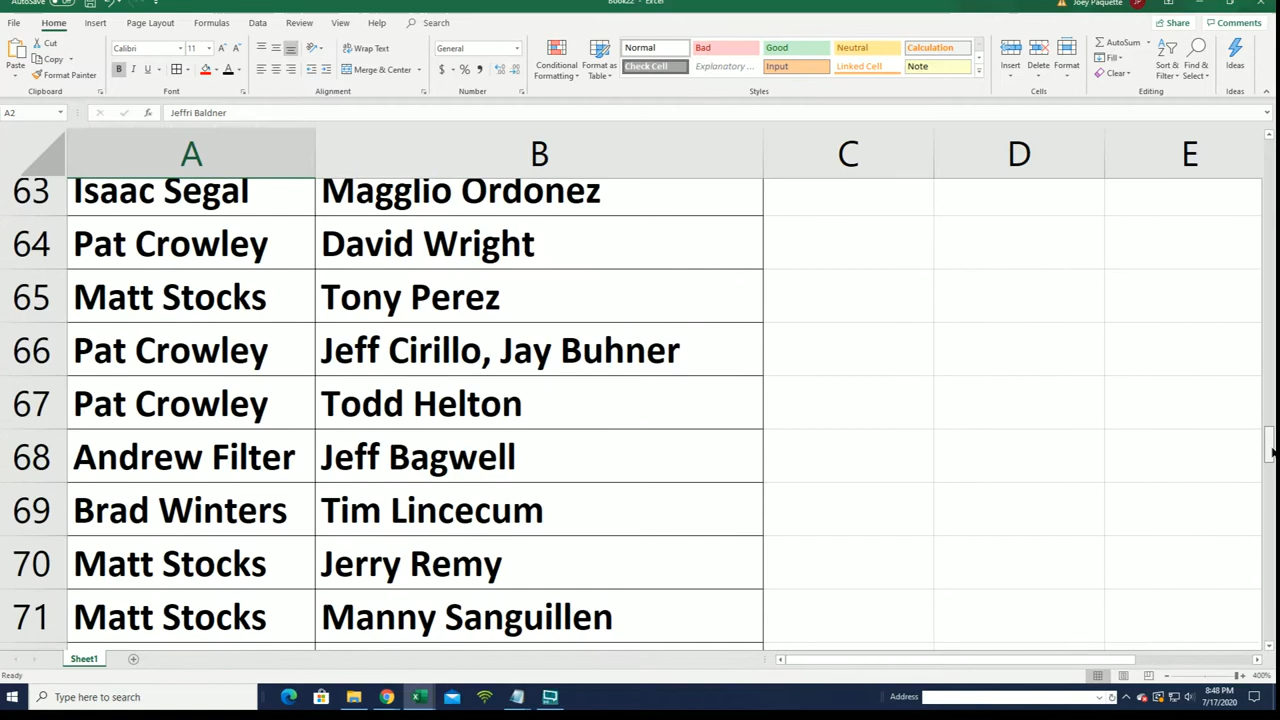 AutoSave Off Book22 - Excel Joey Paquette JP
File Home Insert Page Layout Formulas Data Review View Help Search Share Comments
Paste Cut Copy Format Painter Clipboard
Calibri 11 B I U Font
Wrap Text Merge & Center Alignment
General $ % , Number
Conditional Formatting Format as Table
Normal Bad Good Neutral Calculation
Check Cell Explanatory ... Input Linked Cell Note
Styles
Insert Delete Format Cells
AutoSum Fill Clear Sort & Filter Find & Select Editing
Ideas Ideas
A2 fx Jeffri Baldner
A B C D E
63 Isaac Segal Magglio Ordonez
64 Pat Crowley David Wright
65 Matt Stocks Tony Perez
66 Pat Crowley Jeff Cirillo, Jay Buhner
67 Pat Crowley Todd Helton
68 Andrew Filter Jeff Bagwell
69 Brad Winters Tim Lincecum
70 Matt Stocks Jerry Remy
71 Matt Stocks Manny Sanguillen
Sheet1
Ready 400%
Type here to search Address 8:48 PM
7/17/2020